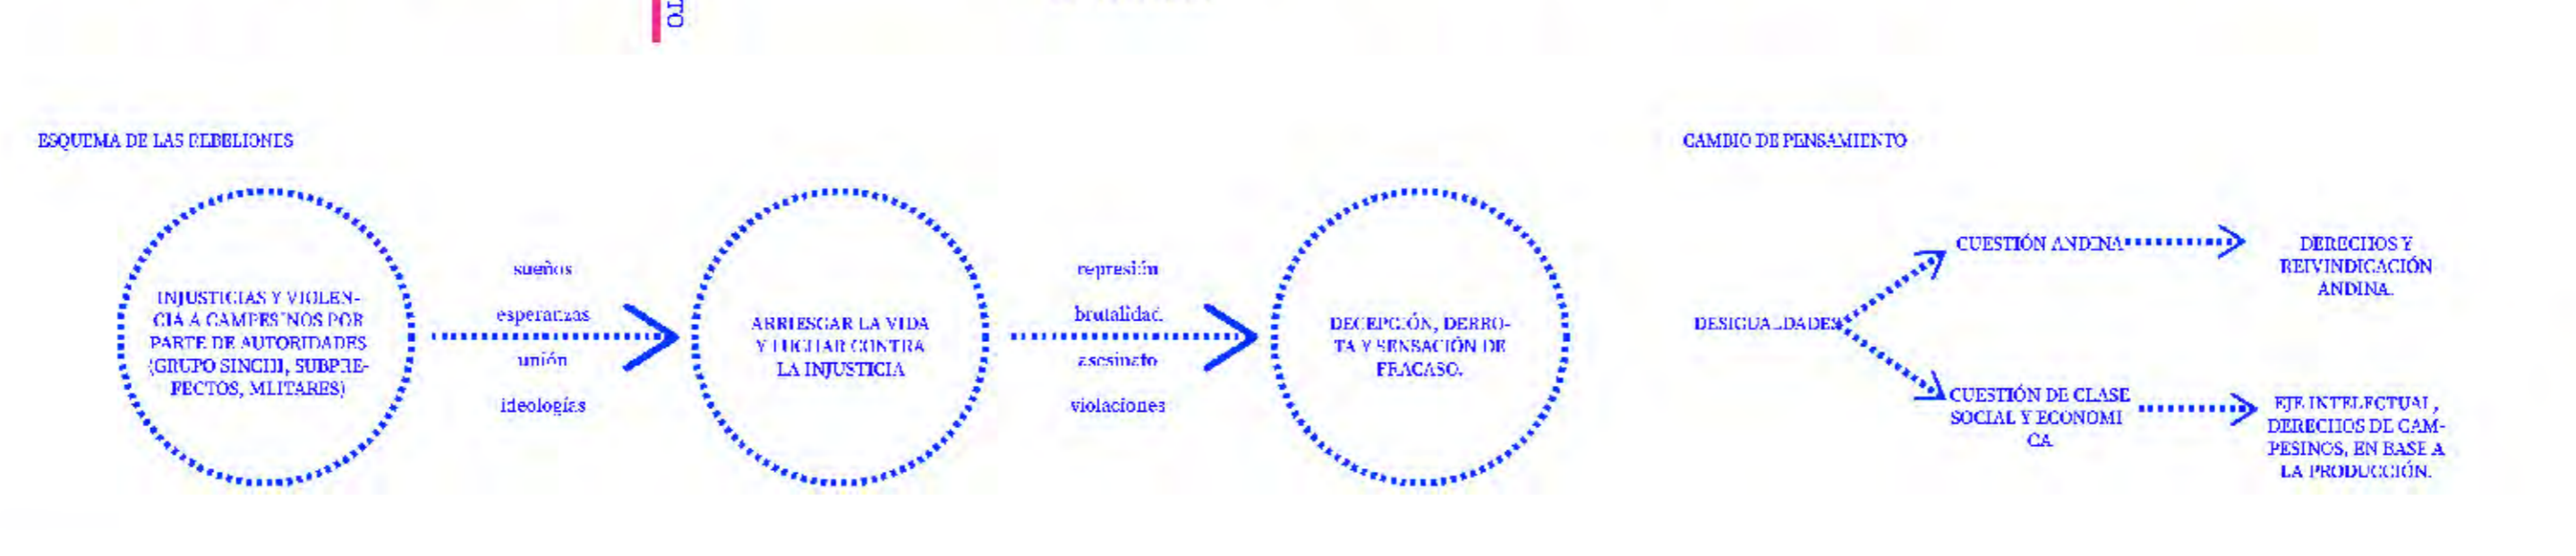 TO
ESQUEMA DE LAS REBELIONES
INJUSTICIAS Y VIOLEN-
CIA A CAMPESINOS POR
PARTE DE AUTORIDADES
(GRUPO SINCHI, SUBPRE-
FECTOS, MILITARES)
sueños
esperanzas
unión
ideologías
ARRIESGAR LA VIDA
Y LUCHAR CONTRA
LA INJUSTICIA
represión
brutalidad
asesinato
violaciones
DECEPCIÓN, DERRO-
TA Y SENSACIÓN DE
FRACASO.
CAMBIO DE PENSAMIENTO
DESIGUALDADES
CUESTIÓN ANDINA
DERECHOS Y
REIVINDICACIÓN
ANDINA.
CUESTIÓN DE CLASE
SOCIAL Y ECONOMI
CA
EJE INTELECTUAL,
DERECHOS DE CAM-
PESINOS, EN BASE A
LA PRODUCCIÓN.